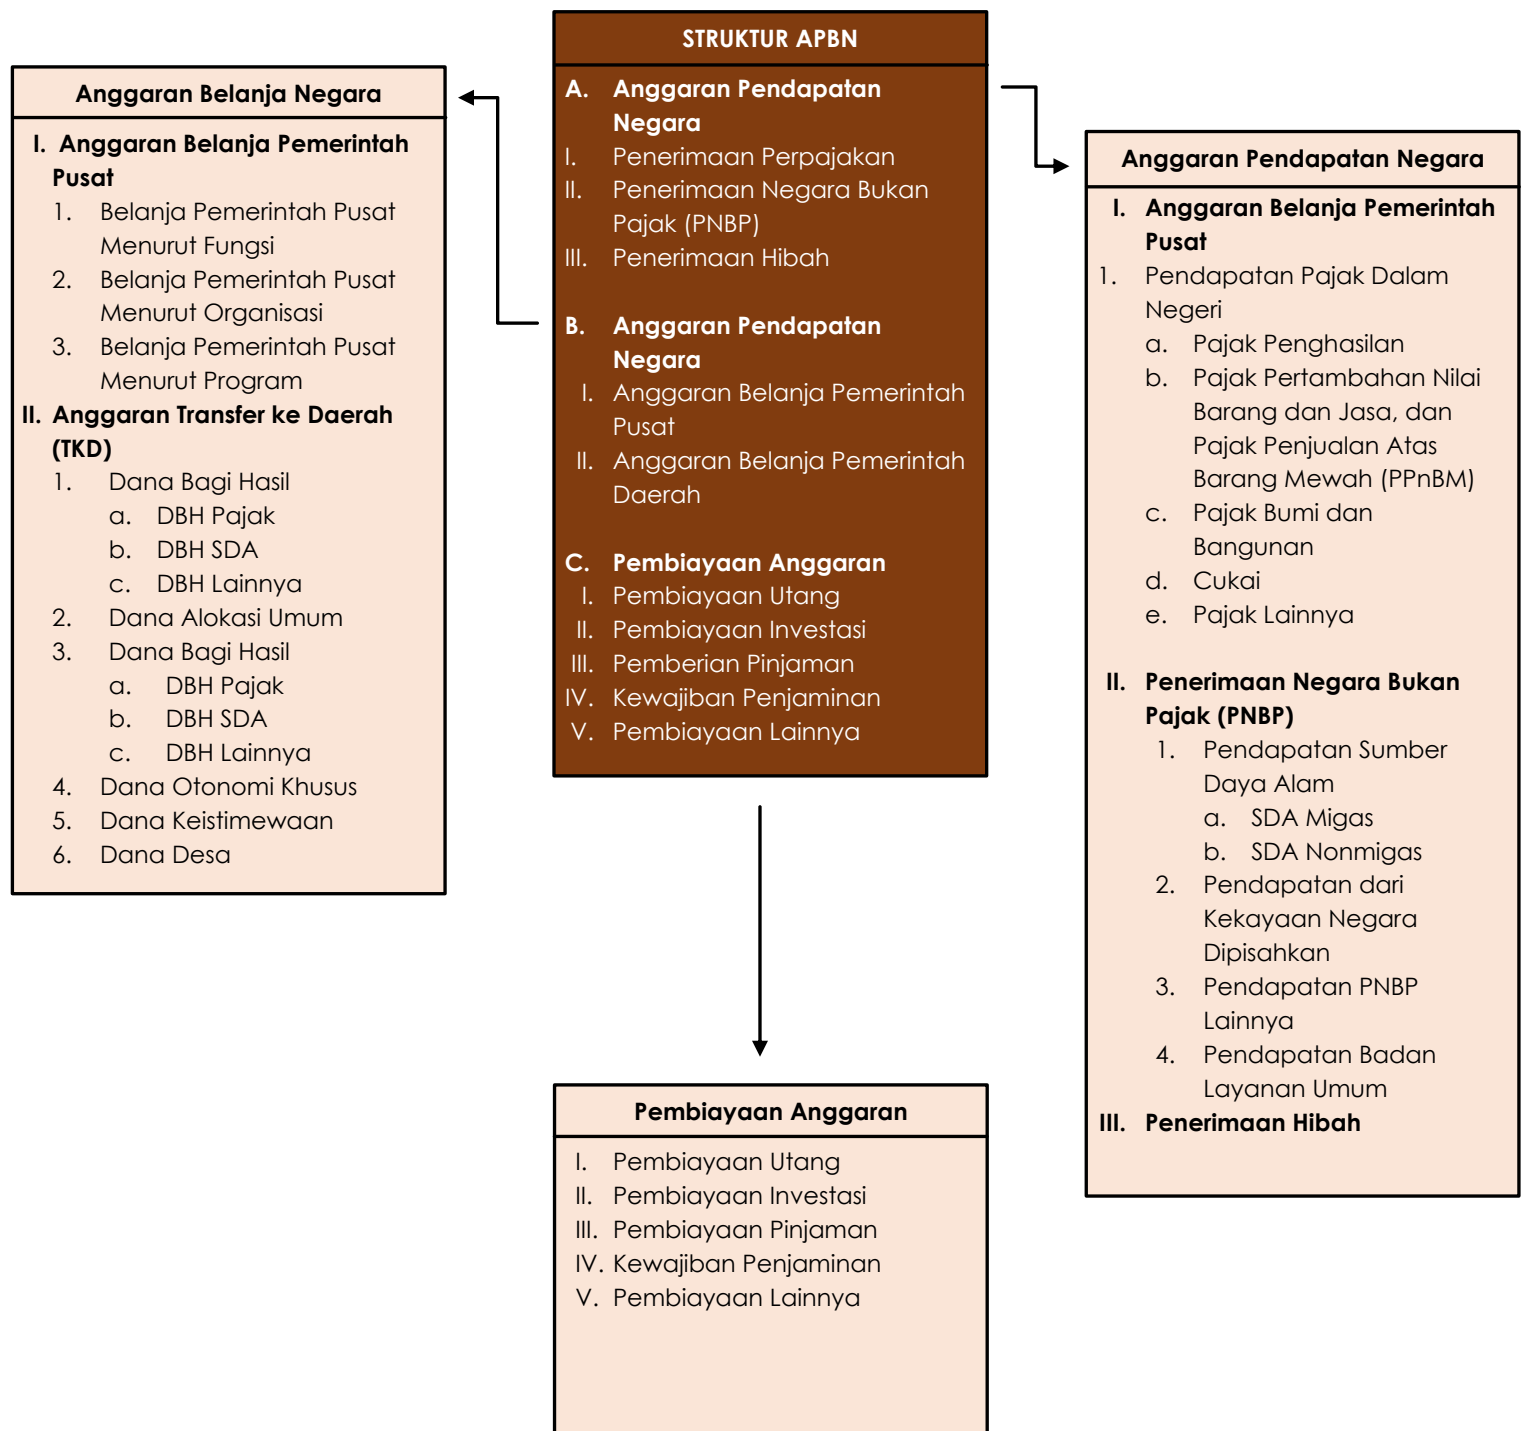 STRUKTUR APBN
A. Anggaran Pendapatan
Negara
I. Penerimaan Perpajakan
II. Penerimaan Negara Bukan
Pajak (PNBP)
III. Penerimaan Hibah
B. Anggaran Pendapatan
Negara
I. Anggaran Belanja Pemerintah
Pusat
II. Anggaran Belanja Pemerintah
Daerah
C. Pembiayaan Anggaran
I. Pembiayaan Utang
II. Pembiayaan Investasi
III. Pemberian Pinjaman
IV. Kewajiban Penjaminan
V. Pembiayaan Lainnya
Anggaran Belanja Negara
I. Anggaran Belanja Pemerintah
Pusat
1. Belanja Pemerintah Pusat
Menurut Fungsi
2. Belanja Pemerintah Pusat
Menurut Organisasi
3. Belanja Pemerintah Pusat
Menurut Program
II. Anggaran Transfer ke Daerah
(TKD)
1. Dana Bagi Hasil
a. DBH Pajak
b. DBH SDA
c. DBH Lainnya
2. Dana Alokasi Umum
3. Dana Bagi Hasil
a. DBH Pajak
b. DBH SDA
c. DBH Lainnya
4. Dana Otonomi Khusus
5. Dana Keistimewaan
6. Dana Desa
Anggaran Pendapatan Negara
I. Anggaran Belanja Pemerintah
Pusat
1. Pendapatan Pajak Dalam
Negeri
a. Pajak Penghasilan
b. Pajak Pertambahan Nilai
Barang dan Jasa, dan
Pajak Penjualan Atas
Barang Mewah (PPnBM)
c. Pajak Bumi dan
Bangunan
d. Cukai
e. Pajak Lainnya
II. Penerimaan Negara Bukan
Pajak (PNBP)
1. Pendapatan Sumber
Daya Alam
a. SDA Migas
b. SDA Nonmigas
2. Pendapatan dari
Kekayaan Negara
Dipisahkan
3. Pendapatan PNBP
Lainnya
4. Pendapatan Badan
Layanan Umum
III. Penerimaan Hibah
Pembiayaan Anggaran
I. Pembiayaan Utang
II. Pembiayaan Investasi
III. Pembiayaan Pinjaman
IV. Kewajiban Penjaminan
V. Pembiayaan Lainnya